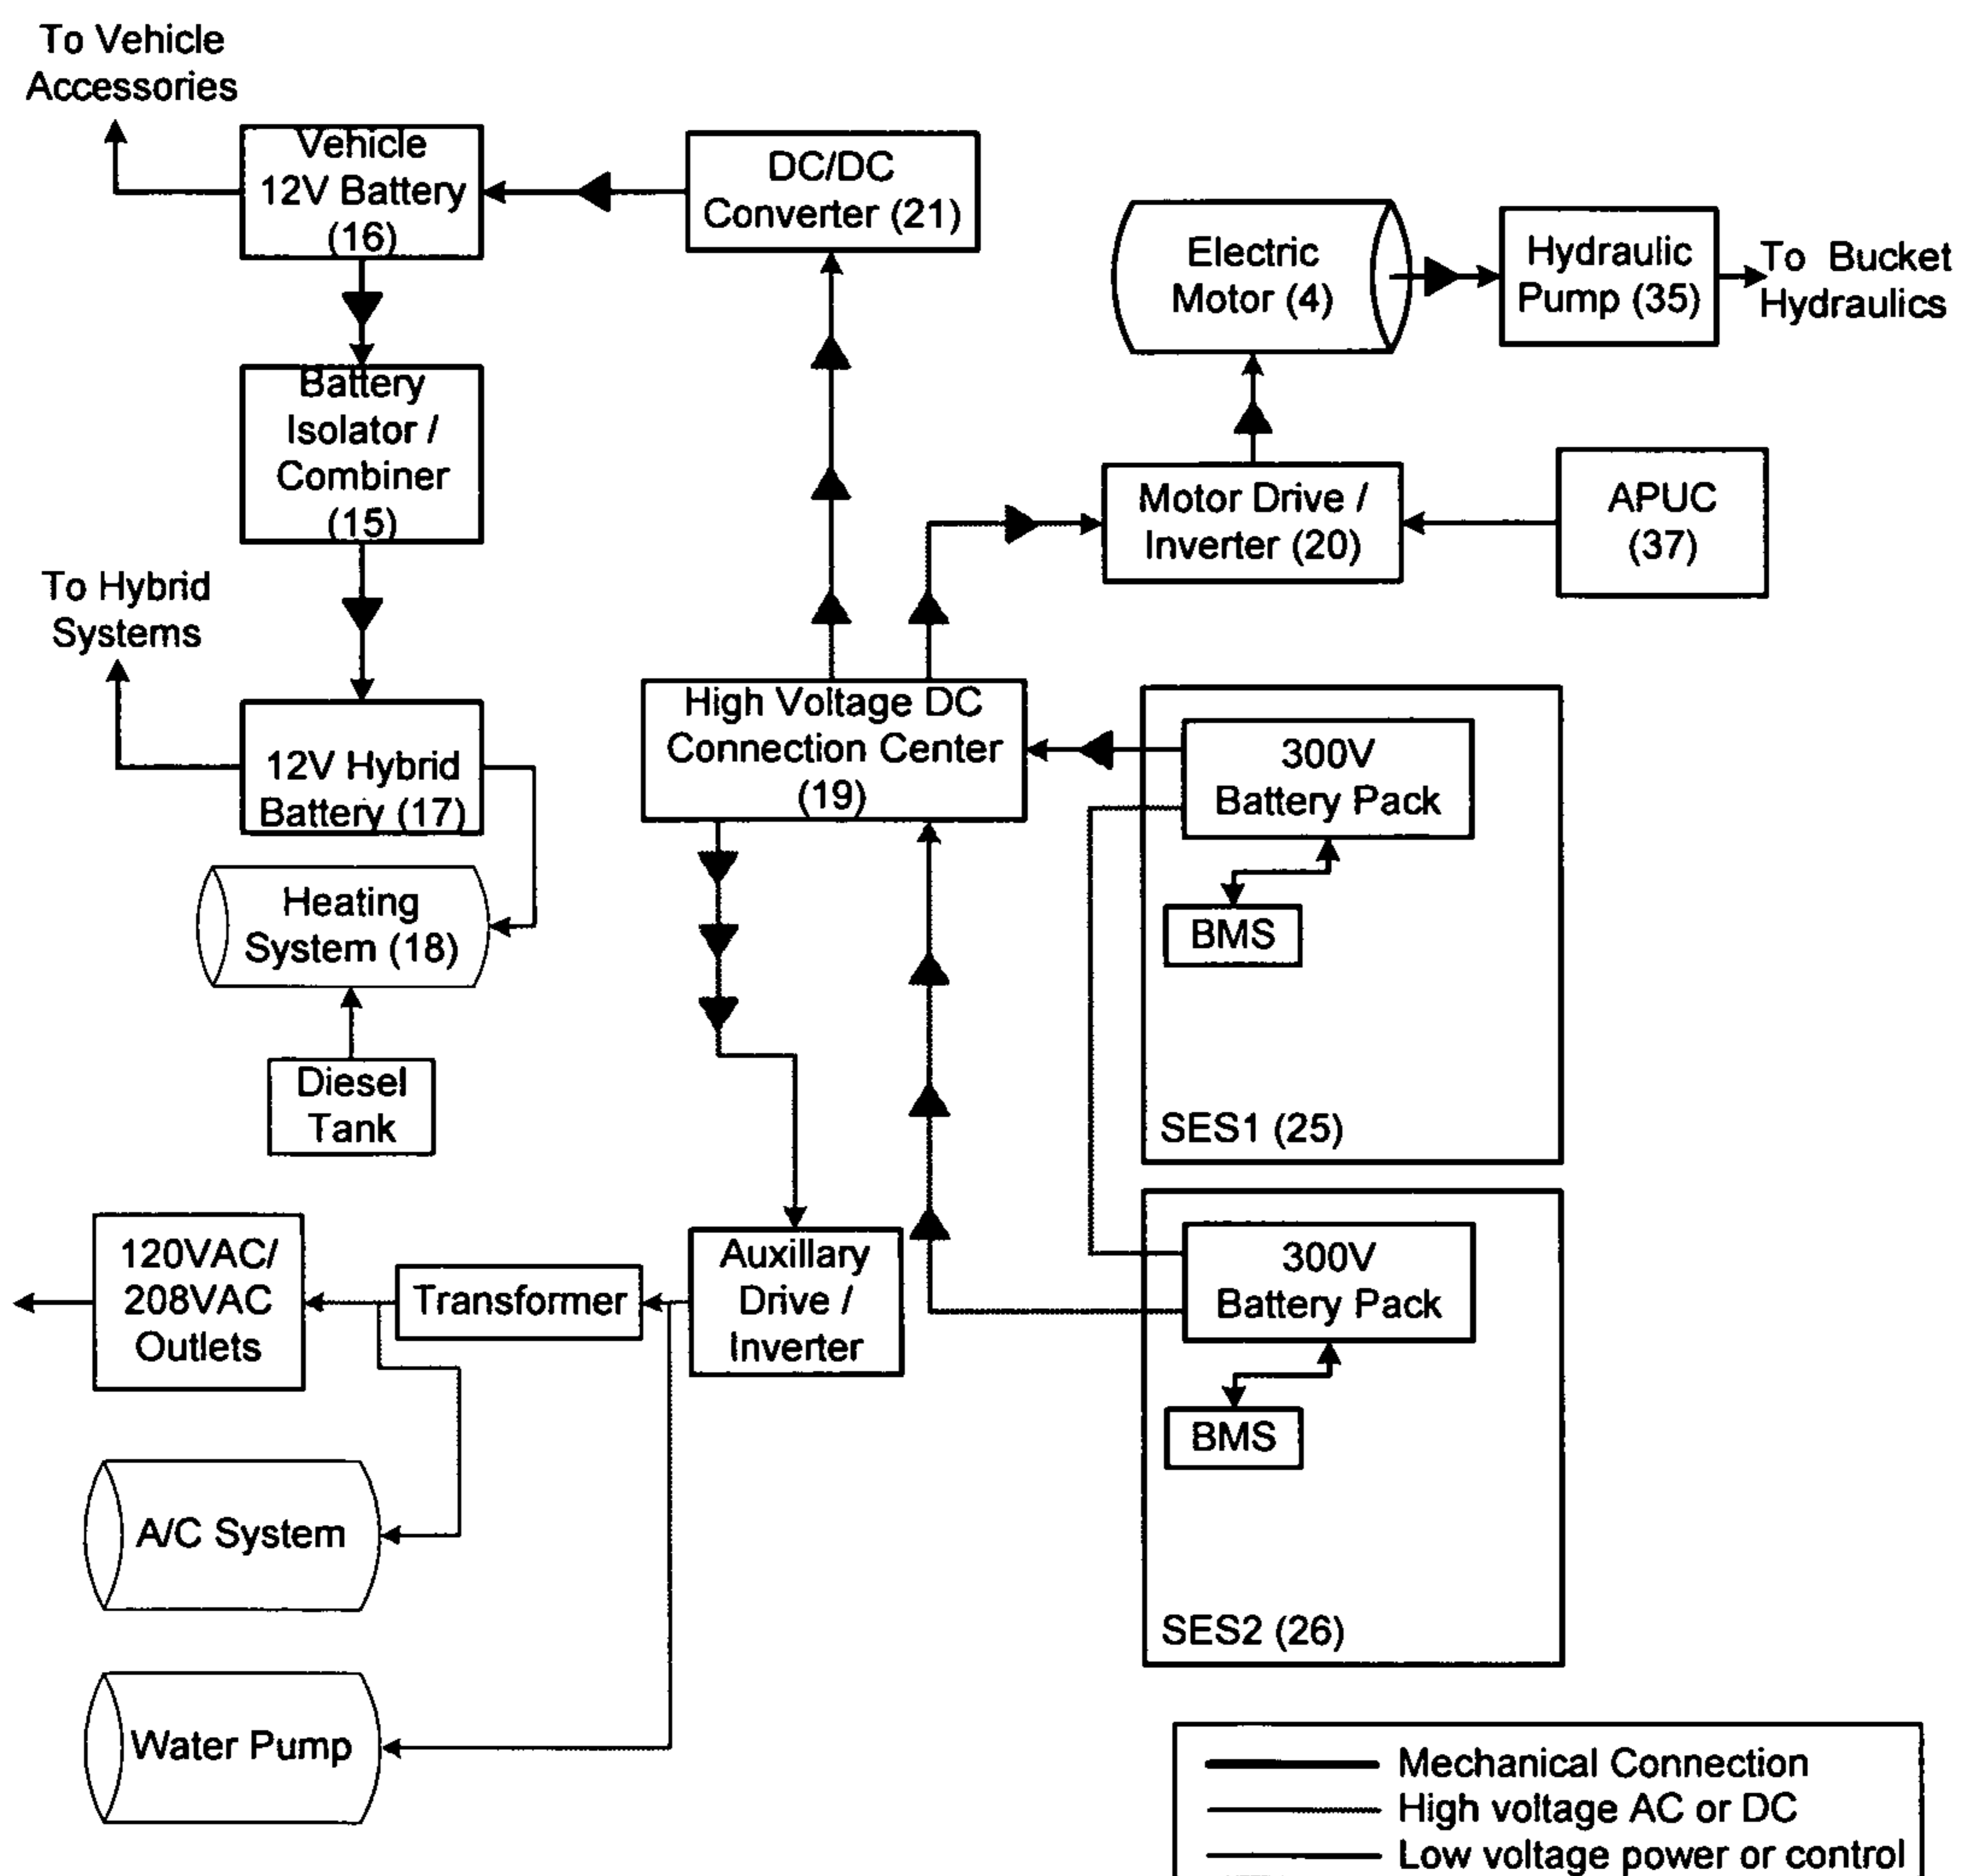 To Vehicle
Accessories
Vehicle
12V Battery
(16)
DC/DC
Converter (21)
Electric
Motor (4)
Hydraulic
Pump (35)
To Bucket
Hydraulics
Battery
Isolator /
Combiner
(15)
Motor Drive /
Inverter (20)
APUC
(37)
To Hybrid
Systems
12V Hybrid
Battery (17)
High Voltage DC
Connection Center
(19)
300V
Battery Pack
BMS
SES1 (25)
Heating
System (18)
Diesel
Tank
120VAC/
208VAC
Outlets
Transformer
Auxillary
Drive /
Inverter
300V
Battery Pack
BMS
SES2 (26)
A/C System
Water Pump
Mechanical Connection
High voltage AC or DC
Low voltage power or control